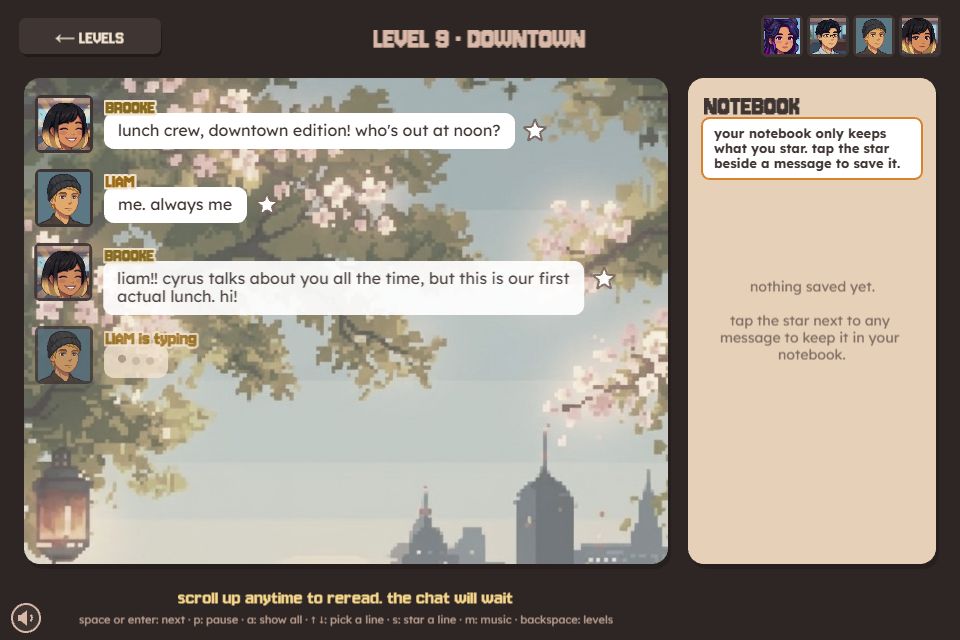 ← LEVELS
LEVEL 9 · DOWNTOWN
BROOKE
lunch crew, downtown edition! who's out at noon?
LIAM
me. always me
BROOKE
liam!! cyrus talks about you all the time, but this is our first
actual lunch. hi!
LIAM is typing
NOTEBOOK
your notebook only keeps
what you star. tap the star
beside a message to save it.
nothing saved yet.
tap the star next to any
message to keep it in your
notebook.
scroll up anytime to reread. the chat will wait
space or enter: next · p: pause · a: show all · ↑ ↓: pick a line · s: star a line · m: music · backspace: levels